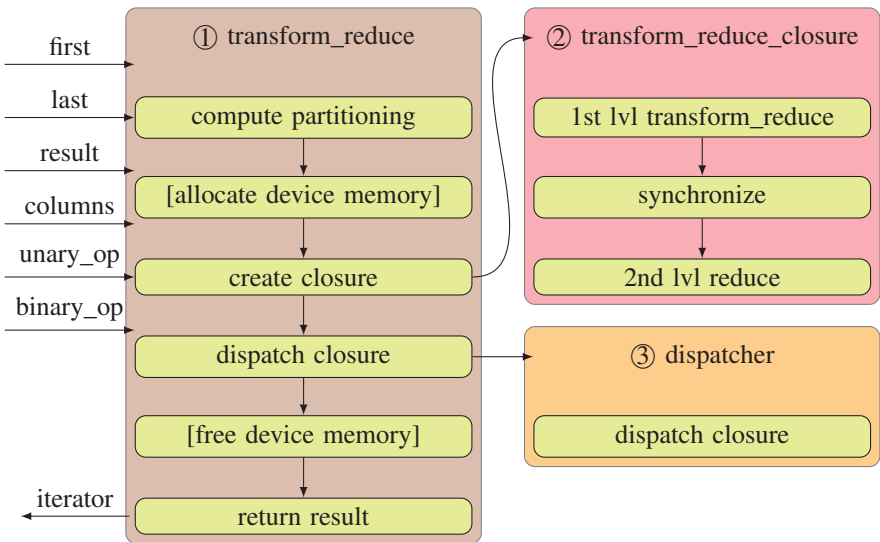 first
last
result
columns
unary_op
binary_op
iterator
① transform_reduce
compute partitioning
[allocate device memory]
create closure
dispatch closure
[free device memory]
return result
② transform_reduce_closure
1st lvl transform_reduce
synchronize
2nd lvl reduce
③ dispatcher
dispatch closure